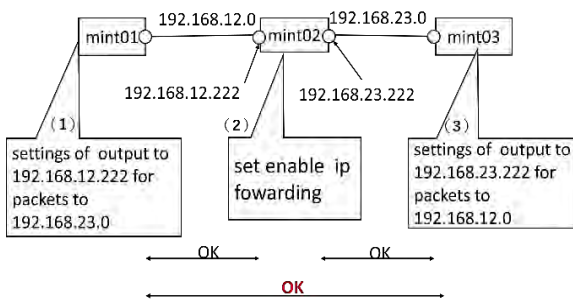 192.168.12.0
192.168.23.0
mint01
mint02
mint03
192.168.12.222
192.168.23.222
(1)
settings of output to
192.168.12.222 for
packets to
192.168.23.0
(2)
set enable ip
fowarding
(3)
settings of output to
192.168.23.222 for
packets to
192.168.12.0
OK
OK
OK